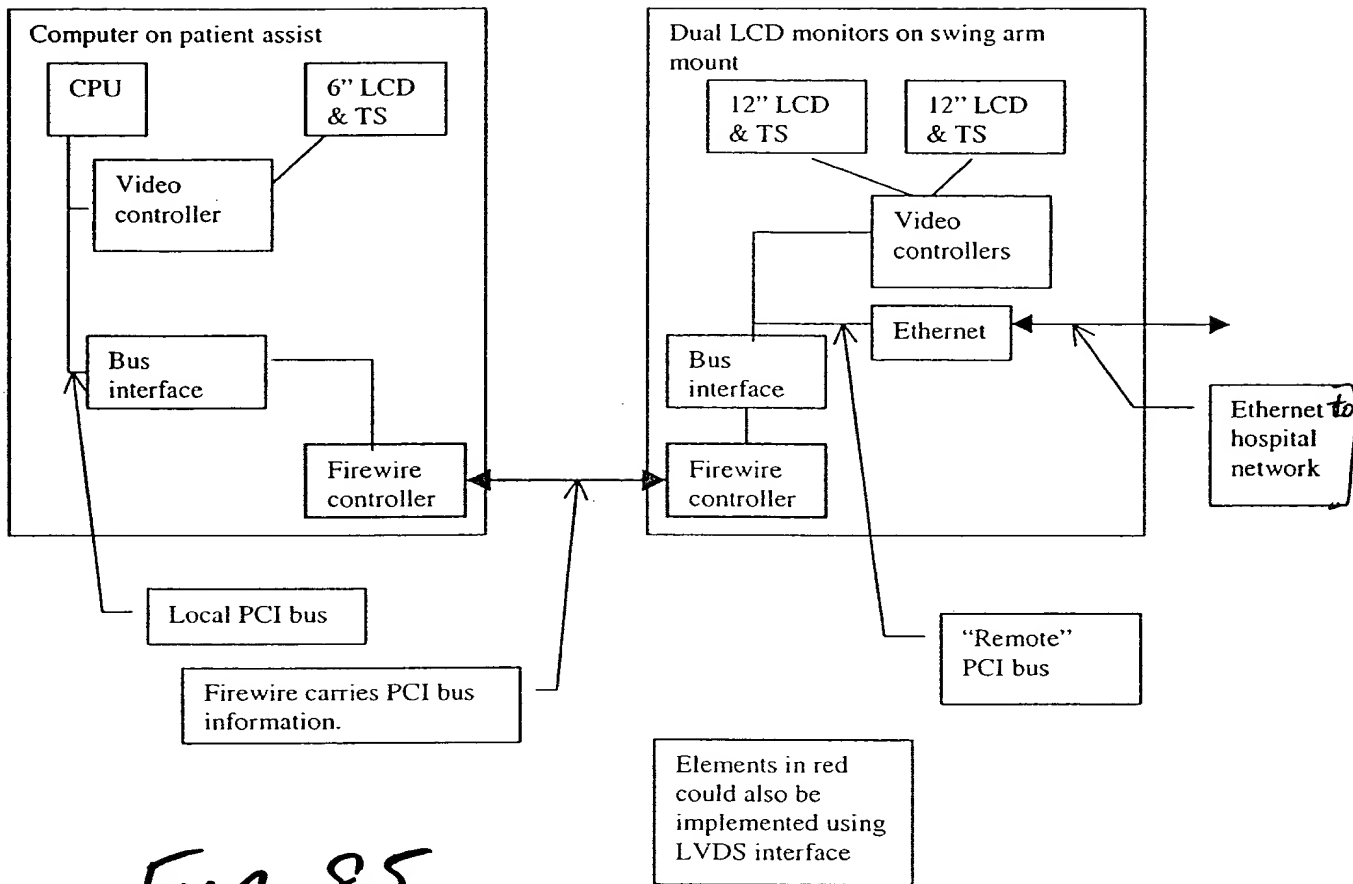 Computer on patient assist
CPU
6” LCD
& TS
Video
controller
Bus
interface
Firewire
controller
Dual LCD monitors on swing arm
mount
12” LCD
& TS
12” LCD
& TS
Video
controllers
Ethernet
Bus
interface
Firewire
controller
Ethernet to
hospital
network
Local PCI bus
Firewire carries PCI bus
information.
“Remote”
PCI bus
Elements in red
could also be
implemented using
LVDS interface
FIG. 85